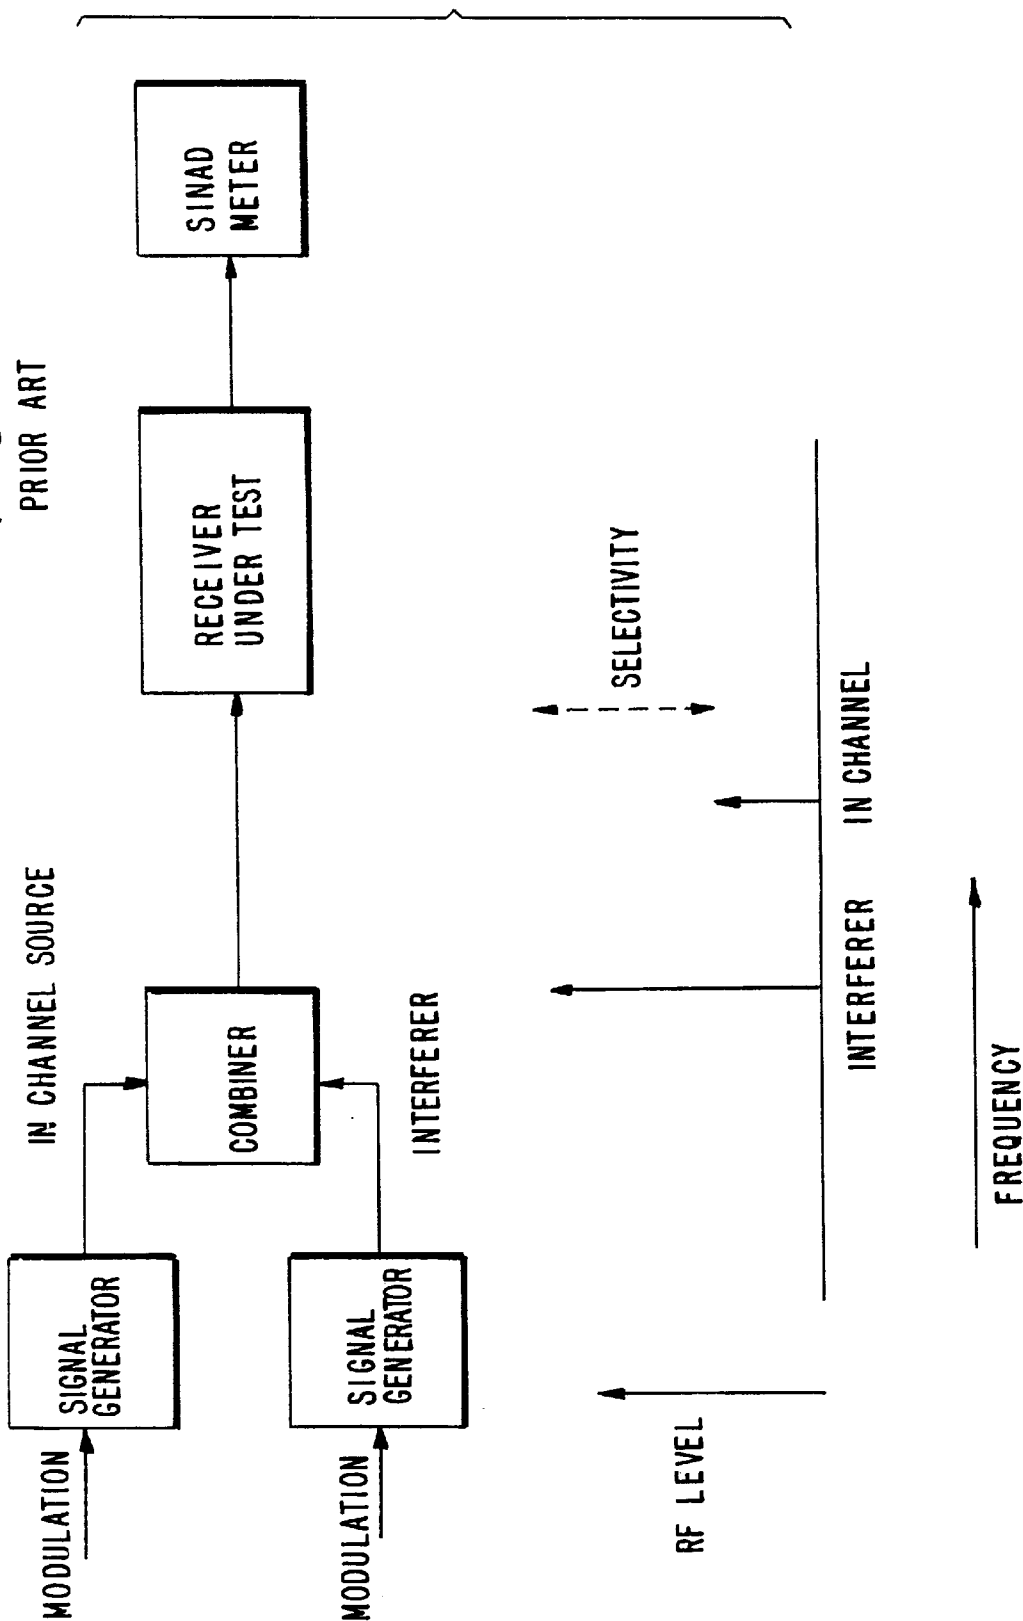 PRIOR ART
MODULATION
SIGNAL
GENERATOR
IN CHANNEL SOURCE
COMBINER
RECEIVER
UNDER TEST
SINAD
METER
MODULATION
SIGNAL
GENERATOR
INTERFERER
SELECTIVITY
RF LEVEL
INTERFERER
IN CHANNEL
FREQUENCY